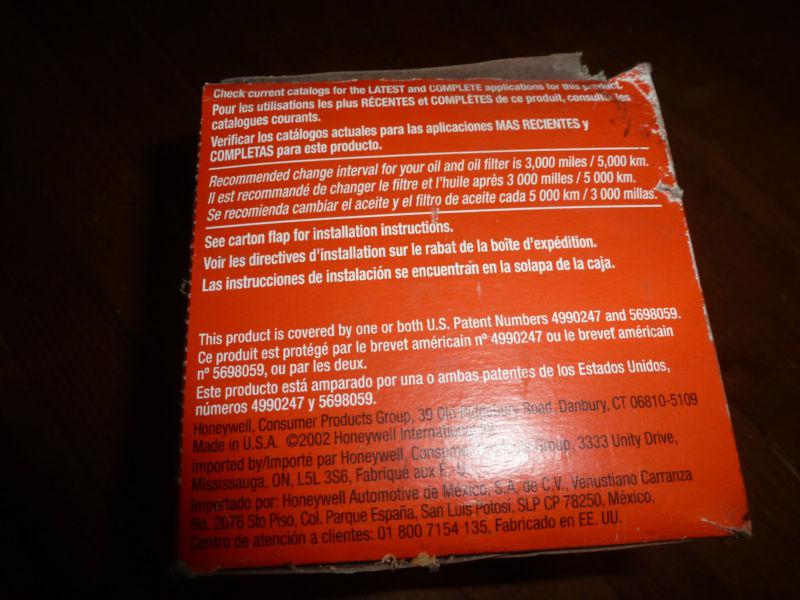 Check current catalogs for the LATEST and COMPLETE applications for this product.
Pour les utilisations les plus RÉCENTES et COMPLÈTES de ce produit, consultez les
catalogues courants.
Verificar los catálogos actuales para las aplicaciones MAS RECIENTES y
COMPLETAS para este producto.
Recommended change interval for your oil and oil filter is 3,000 miles / 5,000 km.
Il est recommandé de changer le filtre et l'huile après 3 000 milles / 5 000 km.
Se recomienda cambiar el aceite y el filtro de aceite cada 5 000 km / 3 000 millas.
See carton flap for installation instructions.
Voir les directives d'installation sur le rabat de la boîte d'expédition.
Las instrucciones de instalación se encuentran en la solapa de la caja.
This product is covered by one or both U.S. Patent Numbers 4990247 and 5698059.
Ce produit est protégé par le brevet américain nº 4990247 ou le brevet américain
nº 5698059, ou par les deux.
Este producto está amparado por una o ambas patentes de los Estados Unidos,
números 4990247 y 5698059.
Honeywell, Consumer Products Group, 39 Old Road, Danbury, CT 06810-5109
Made in U.S.A. ©2002 Honeywell International
Imported by/Importé par Honeywell, Consumer Products Group, 3333 Unity Drive,
Mississauga, ON, L5L 3S6, Fabriqué aux É.-U.
Importado por: Honeywell Automotive de México, S.A. de C.V., Venustiano Carranza
No. 2076 5to Piso, Col. Parque España, San Luis Potosí, SLP CP 78250, México,
Centro de atención a clientes: 01 800 7154 135, Fabricado en EE. UU.